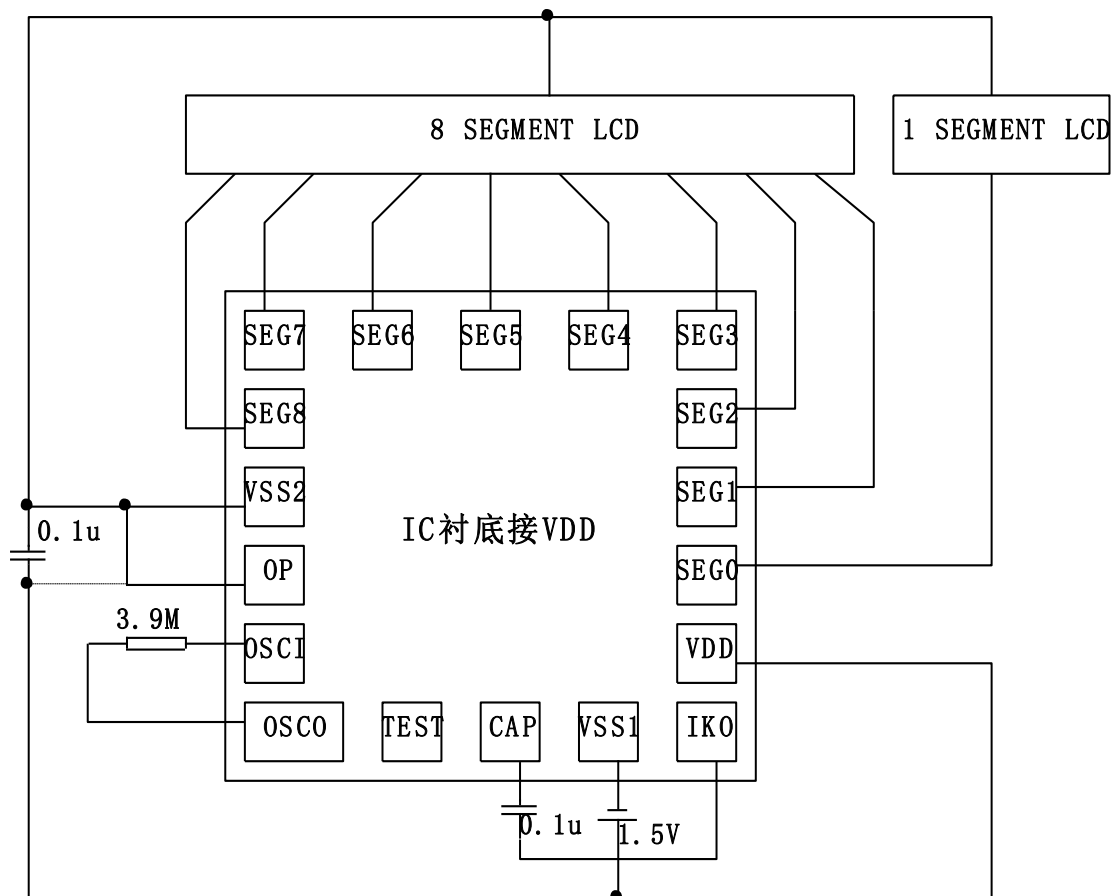 8 SEGMENT LCD
1 SEGMENT LCD
SEG7
SEG6
SEG5
SEG4
SEG3
SEG8
SEG2
VSS2
SEG1
0.1u
IC衬底接VDD
OP
SEG0
3.9M
OSCI
VDD
OSCO
TEST
CAP
VSS1
IKO
0.1u
1.5V